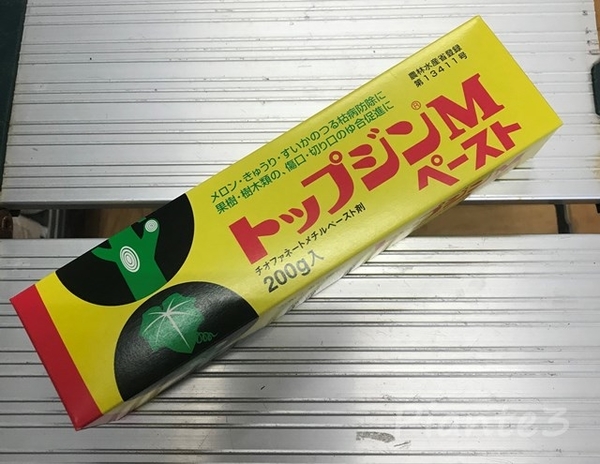 農林水産省登録
第13411号
メロン・きゅうり・すいかのつる枯病防除に
果樹・樹木類の、傷口・切り口のゆ合促進に
トップジン®M
ペースト
チオファネートメチルペースト剤
200g入
Piante3